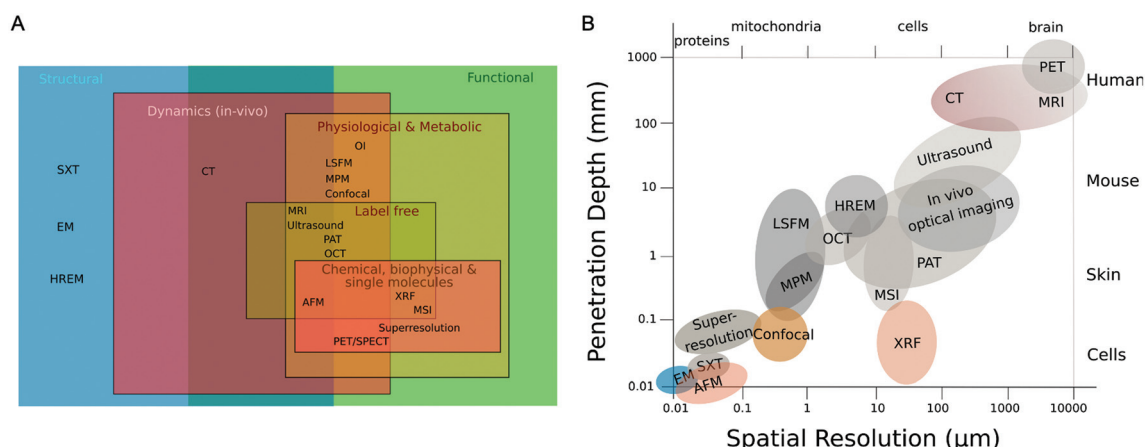 A
Structural
Functional
Dynamics (in-vivo)
Physiological & Metabolic
OI
LSFM
MPM
Confocal
SXT
CT
MRI
Label free
Ultrasound
EM
PAT
OCT
Chemical, biophysical &
single molecules
HREM
AFM
XRF
MSI
Superresolution
PET/SPECT
B
proteins
mitochondria
cells
brain
Penetration Depth (mm)
1000
100
10
1
0.1
0.01
PET
CT
MRI
Ultrasound
In vivo
optical imaging
HREM
LSFM
OCT
PAT
MPM
MSI
Super-
resolution
Confocal
XRF
SXT
EM
AFM
Human
Mouse
Skin
Cells
0.01
0.1
1
10
100
1000
10000
Spatial Resolution (µm)